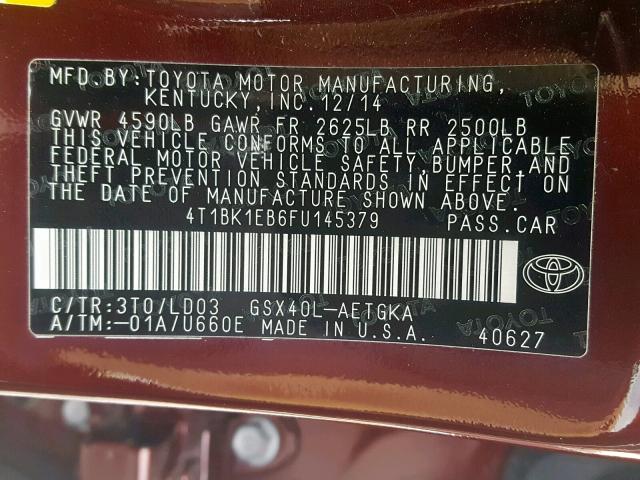 MFD BY:TOYOTA MOTOR MANUFACTURING,
KENTUCKY,INC.12/14
GVWR 4590LB GAWR FR 2625LB RR 2500LB
THIS VEHICLE CONFORMS TO ALL APPLICABLE
FEDERAL MOTOR VEHICLE SAFETY,BUMPER,AND
THEFT PREVENTION STANDARDS IN EFFECT ON
THE DATE OF MANUFACTURE SHOWN ABOVE.
4T1BK1EB6FU145379 PASS.CAR
TOYOTA
C/TR:3T0/LD03 GSX40L-AETGKA
A/TM:-01A/U660E MADE IN U.S.A. 40627